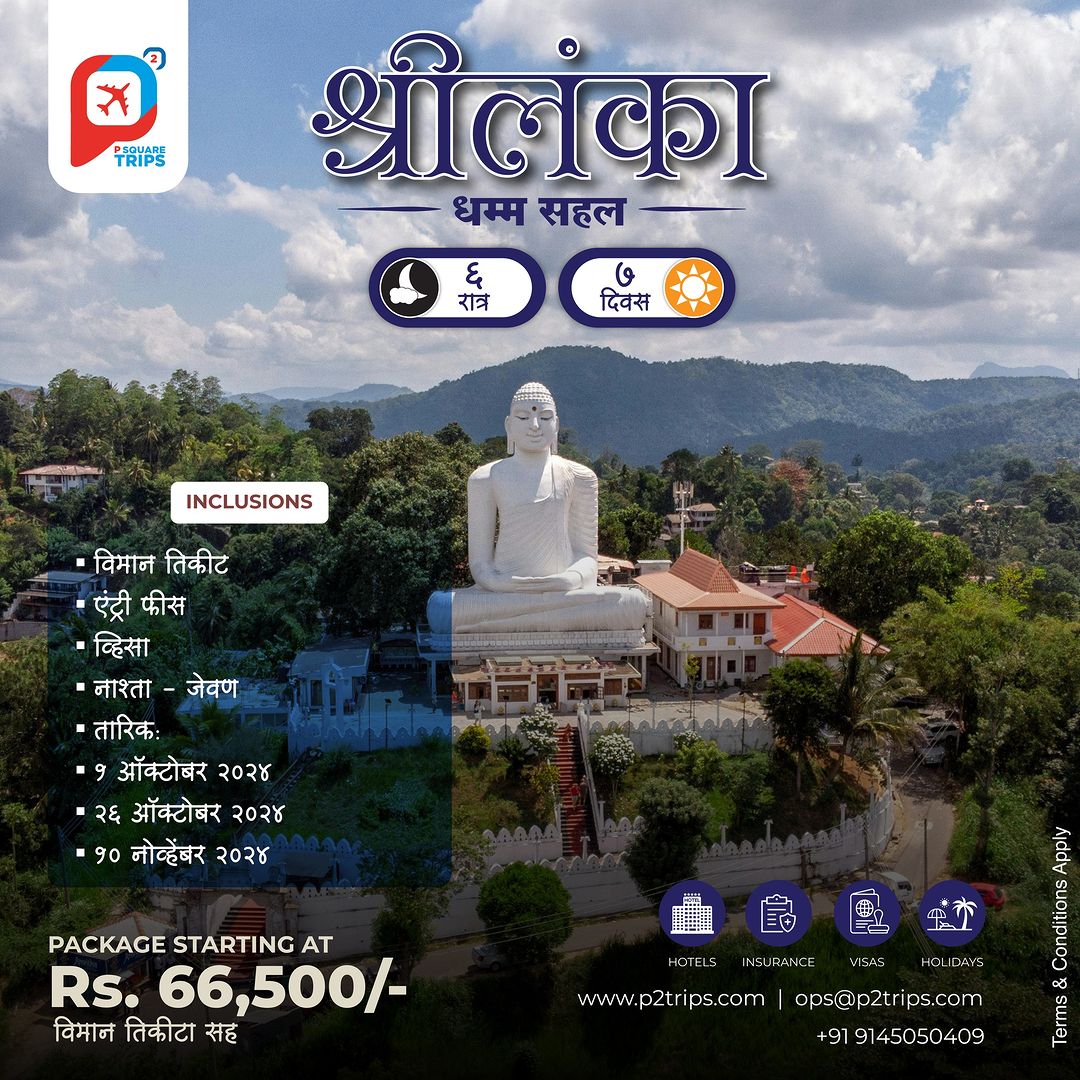 P SQUARE
TRIPS
2
श्रीलंका
धम्म सहल
६
रात्र
७
दिवस
INCLUSIONS
▪ विमान तिकीट
▪ एंट्री फीस
▪ व्हिसा
▪ नाश्ता - जेवण
▪ तारिक:
▪ १ ऑक्टोबर २०२४
▪ २६ ऑक्टोबर २०२४
▪ १० नोव्हेंबर २०२४
PACKAGE STARTING AT
Rs. 66,500/-
विमान तिकीटा सह
HOTEL
HOTELS
INSURANCE
VISAS
HOLIDAYS
www.p2trips.com | ops@p2trips.com
+91 9145050409
Terms & Conditions Apply